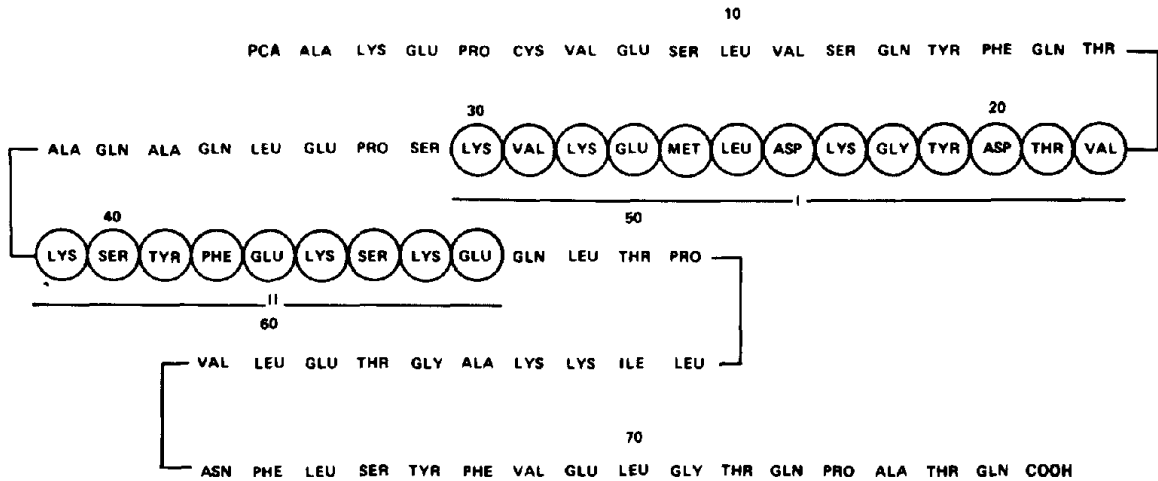 10
PCA ALA LYS GLU PRO CYS VAL GLU SER LEU VAL SER GLN TYR PHE GLN THR
30 20
ALA GLN ALA GLN LEU GLU PRO SER LYS VAL LYS GLU MET LEU ASP LYS GLY TYR ASP THR VAL
I
40 50
LYS SER TYR PHE GLU LYS SER LYS GLU GLN LEU THR PRO
II
60
VAL LEU GLU THR GLY ALA LYS LYS ILE LEU
70
ASN PHE LEU SER TYR PHE VAL GLU LEU GLY THR GLN PRO ALA THR GLN COOH